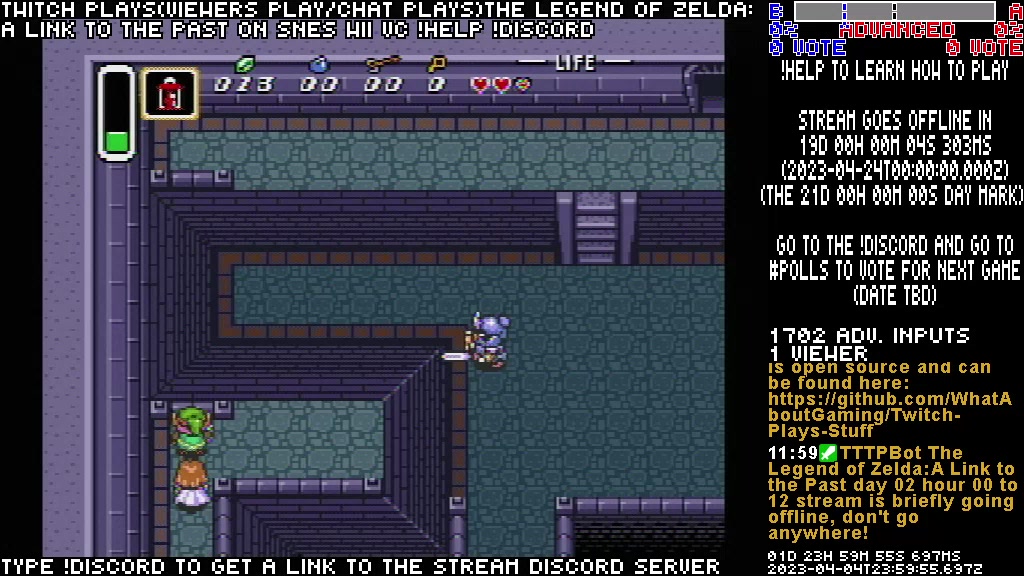 TWITCH PLAYS(VIEWERS PLAY/CHAT PLAYS)THE LEGEND OF ZELDA:
A LINK TO THE PAST ON SNES WII VC !HELP !DISCORD
B A
0% ADVANCED 0%
0 VOTE 0 VOTE
!HELP TO LEARN HOW TO PLAY
023 00 00 0
LIFE
STREAM GOES OFFLINE IN
19D 00H 00M 04S 303MS
(2023-04-24T00:00:00.000Z)
(THE 21D 00H 00M 00S DAY MARK)
GO TO THE !DISCORD AND GO TO
#POLLS TO VOTE FOR NEXT GAME
(DATE TBD)
1702 ADV. INPUTS
1 VIEWER
is open source and can
be found here:
https://github.com/WhatA
boutGaming/Twitch-
Plays-Stuff
11:59 TTTPBot The
Legend of Zelda:A Link to
the Past day 02 hour 00 to
12 stream is briefly going
offline, don't go
anywhere!
01D 23H 59M 55S 697MS
2023-04-04T23:59:55.697Z
TYPE !DISCORD TO GET A LINK TO THE STREAM DISCORD SERVER